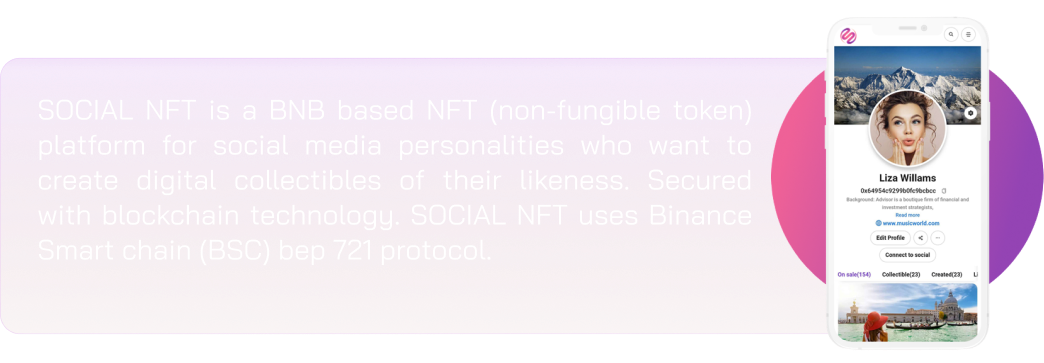 SOCIAL NFT is a BNB based NFT (non-fungible token)
platform for social media personalities who want to
create digital collectibles of their likeness. Secured
with blockchain technology. SOCIAL NFT uses Binance
Smart chain (BSC) bep 721 protocol.
Liza Willams
0x64954c9299b0fc9bcbcc
Background: Advisor is a boutique firm of financial and
investment strategists,
Read more
www.musicworld.com
Edit Profile
Connect to social
On sale(154) Collectible(23) Created(23) Li